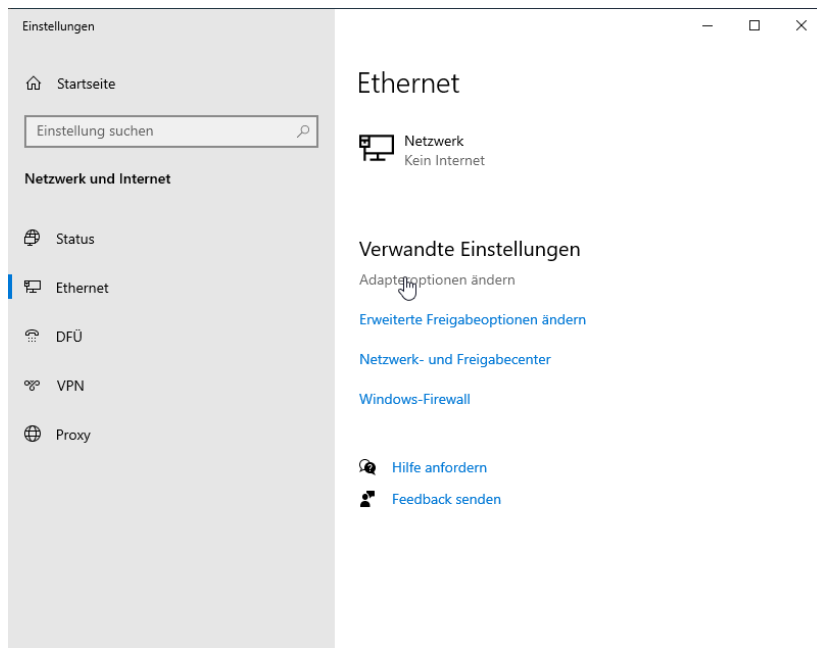 Einstellungen
Startseite
Einstellung suchen
Netzwerk und Internet
Status
Ethernet
DFÜ
VPN
Proxy
Ethernet
Netzwerk
Kein Internet
Verwandte Einstellungen
Adapteroptionen ändern
Erweiterte Freigabeoptionen ändern
Netzwerk- und Freigabecenter
Windows-Firewall
Hilfe anfordern
Feedback senden